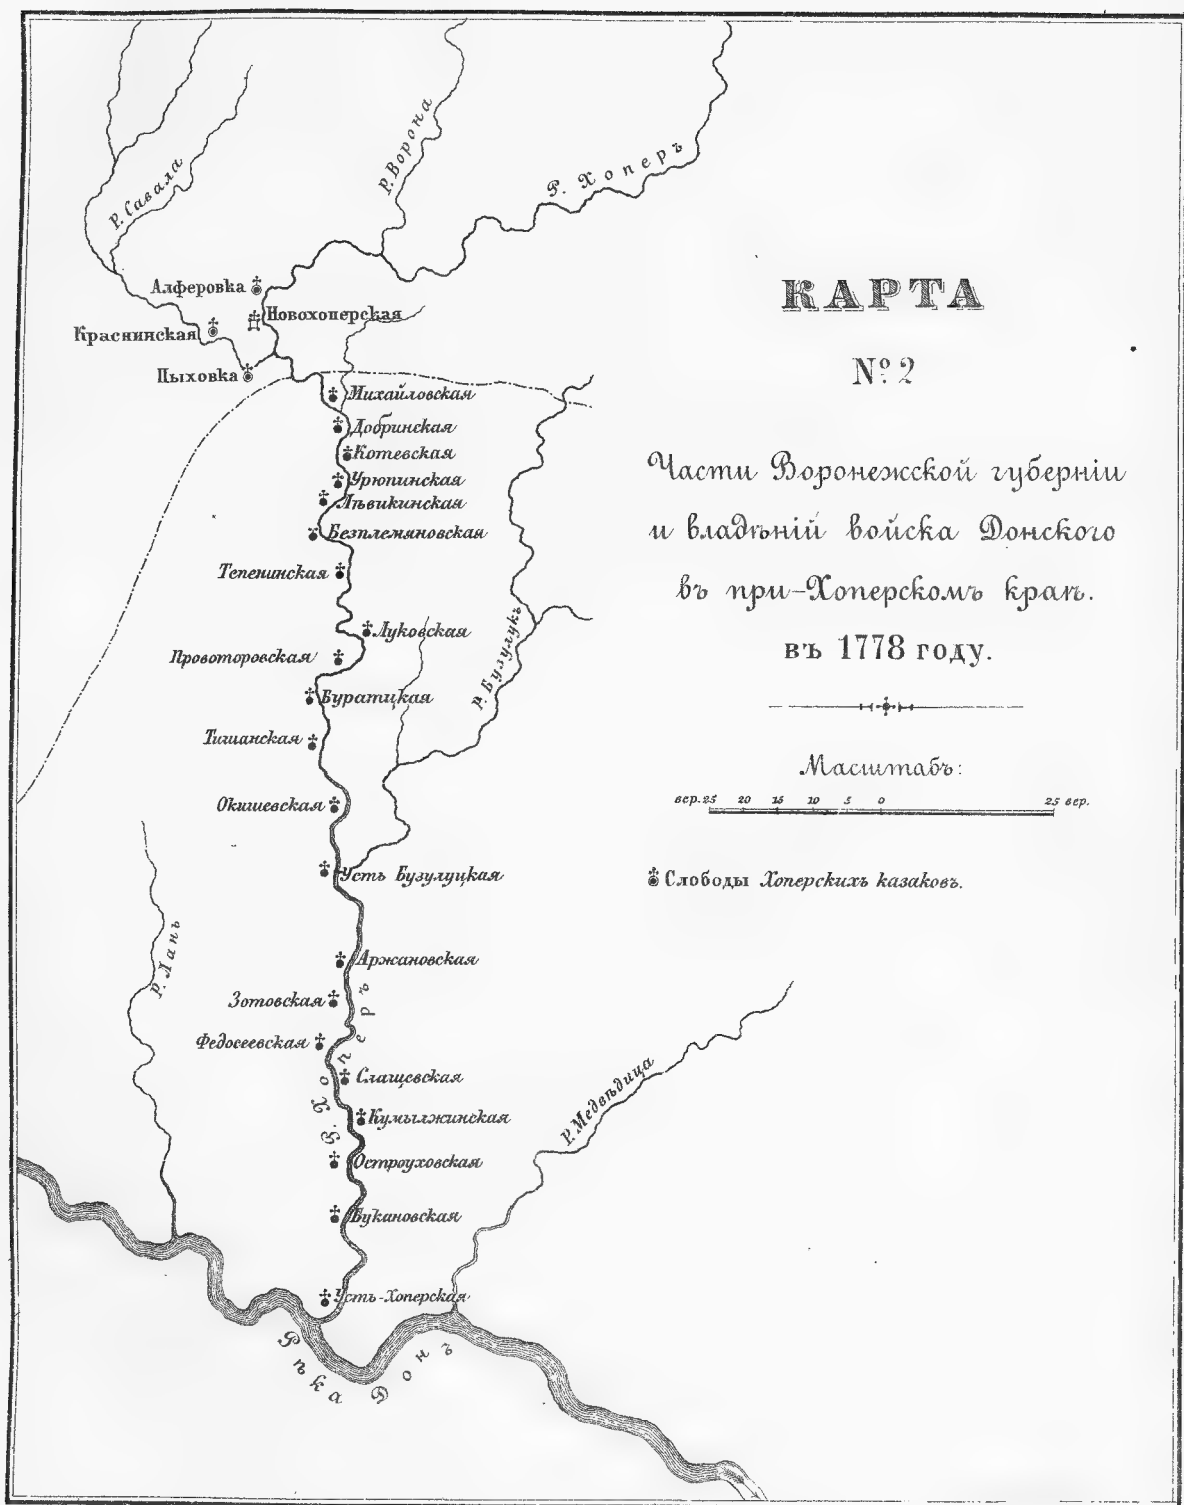 Р. Савала
Р. Ворона
Р. Хоперъ
Алферовка
Новохоперская
Краснинская
Пыховка
КАРТА
№ 2
Части Воронежской губерніи
и владѣній войска Донского
въ при-Хоперскомъ краѣ.
въ 1778 году.
Масштабъ:
вер. 25 20 15 10 5 0 25 вер.
Слободы Хоперскихъ казаковъ.
Михайловская
Добринская
Котевская
Урюпинская
Лѣвикинская
Безплемяновская
Тепенинская
Луковская
Провоторовская
Р. Бузулукъ
Бурацкая
Тишанская
Окишевская
Усть Бузулуцкая
Р. Лань
Аржановская
Зотовская
Федосеевская
Слащевская
Р. Хоперъ
Кумылжинская
Р. Медвѣдица
Остроуховская
Букановская
Усть-Хоперская
Рѣка Донъ